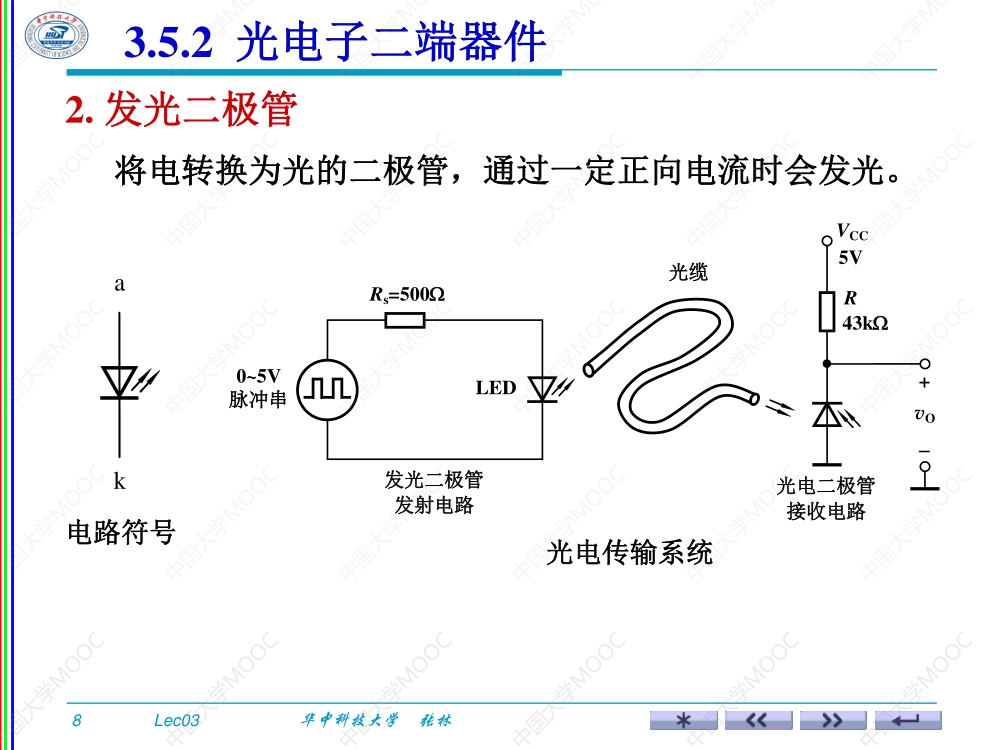 3.5.2 光电子二端器件
2. 发光二极管
将电转换为光的二极管，通过一定正向电流时会发光。
a
k
电路符号
Rs=500Ω
0~5V
脉冲串
LED
发光二极管
发射电路
光缆
VCC
5V
R
43kΩ
+
vO
−
光电二极管
接收电路
光电传输系统
8 Lec03 华中科技大学 张林
中国大学MOOC